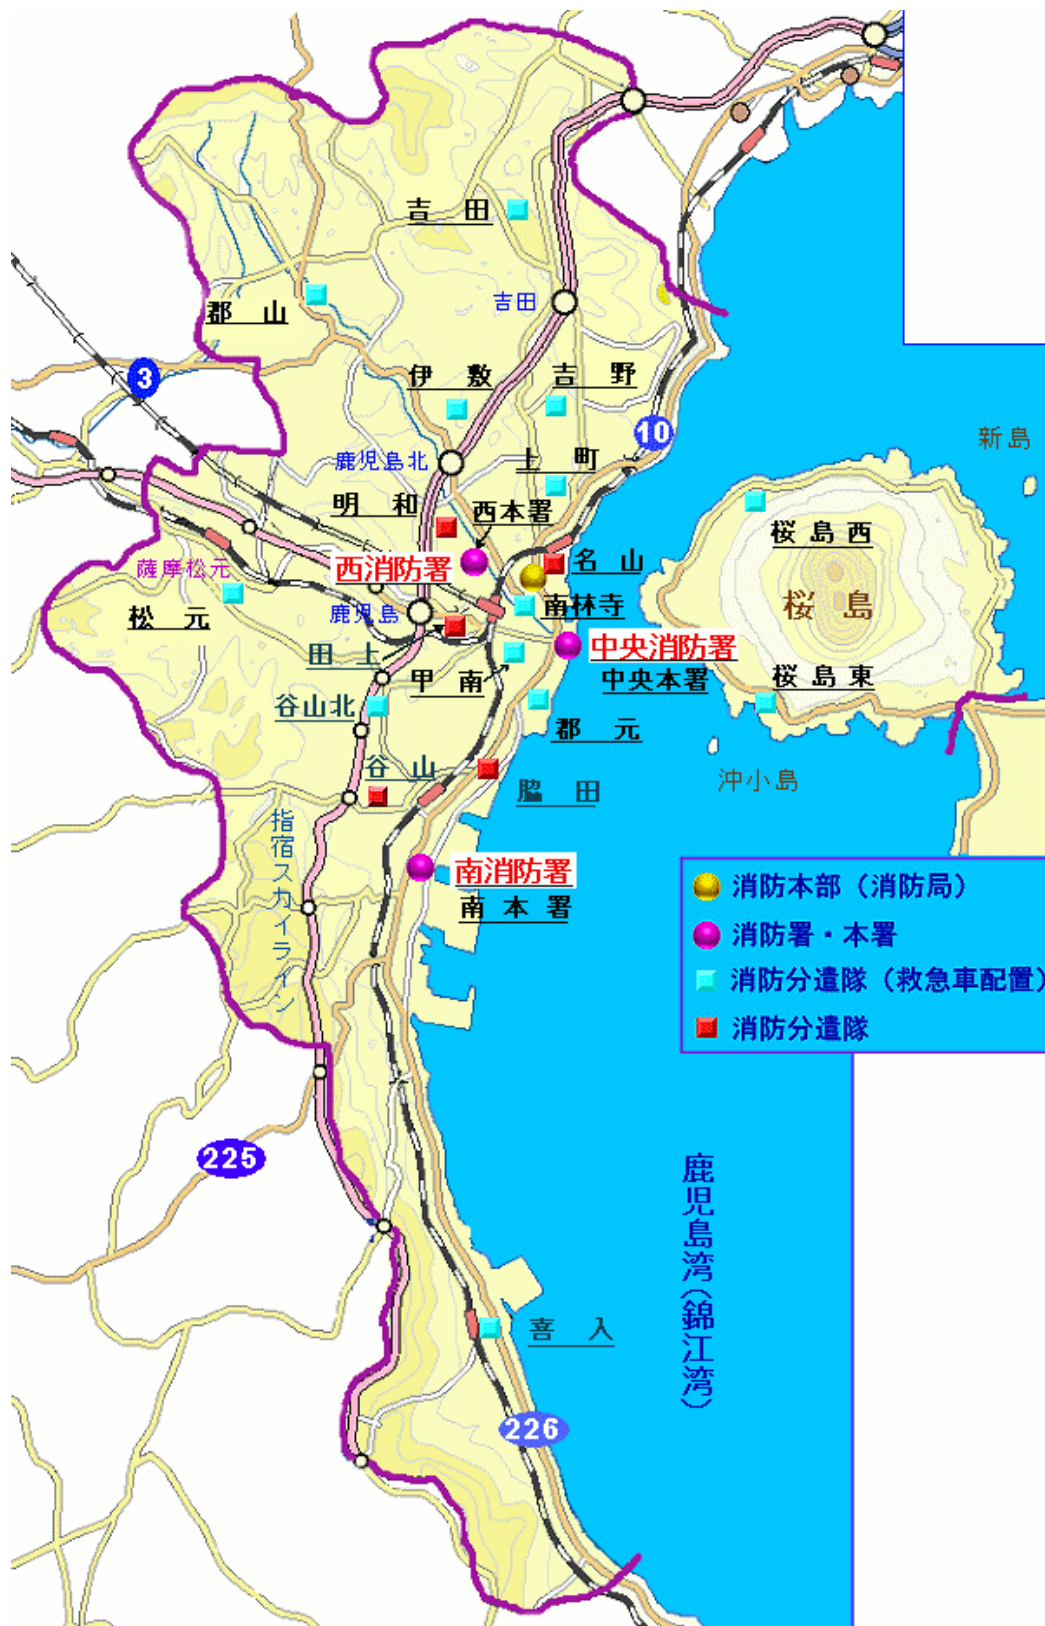 吉田
吉田
郡山
3
伊敷
吉野
10
新島
鹿児島北
上町
明和
西本署
桜島西
西消防署
名山
薩摩松元
桜島
松元
鹿児島
南林寺
田上
中央消防署
甲南
中央本署
桜島東
谷山北
郡元
谷山
脇田
沖小島
指宿スカイライン
南消防署
南本署
消防本部（消防局）
消防署・本署
消防分遣隊（救急車配置）
消防分遣隊
225
鹿児島湾（錦江湾）
喜入
226